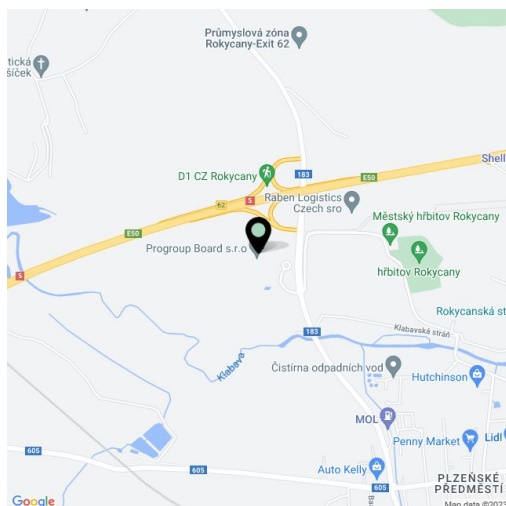 Průmyslová zóna
Rokycany-Exit 62
tická
šíček
D1 CZ Rokycany
183
E50
Shell
62
5
Raben Logistics
Czech sro
Městský hřbitov Rokycany
E50
Progroup Board s.r.o
hřbitov Rokycany
5
Rokycanská st
183
Klabavská stráň
Klabava
Čistírna odpadních vod
Hutchinson
MOL
Penny Market
Lidl
605
605
Auto Kelly
605
PLZEŇSKÉ
PŘEDMĚSTÍ
Google
Map data ©2023